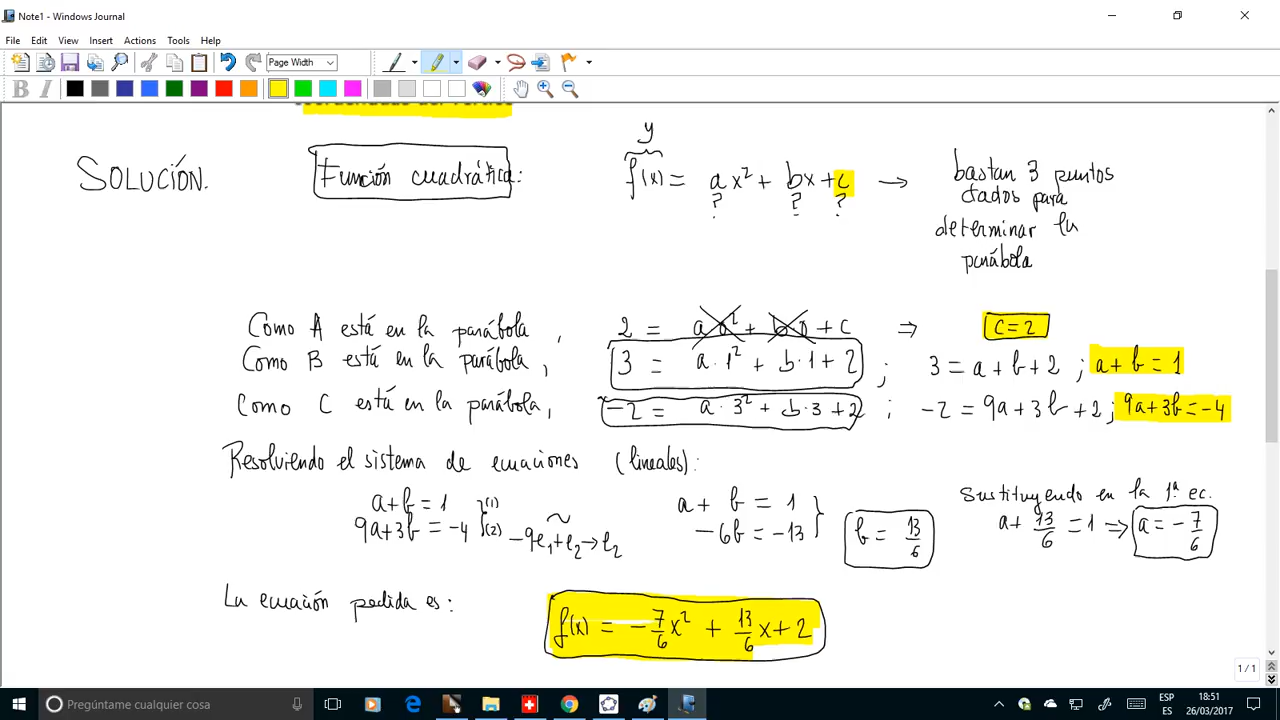 Note1 - Windows Journal
File Edit View Insert Actions Tools Help
Page Width
B I
SOLUCIÓN. Función cuadrática: y f(x) = ax² + bx + c → bastan 3 puntos
? ? ? dados para
determinar la
parábola
Como A está en la parábola, 2 = a·0² + b·0 + c ⇒ c=2
Como B está en la parábola, 3 = a·1² + b·1 + 2 ; 3 = a + b + 2 ; a + b = 1
Como C está en la parábola, -2 = a·3² + b·3 + 2 ; -2 = 9a + 3b + 2 ; 9a + 3b = -4
Resolviendo el sistema de ecuaciones (lineales):
a + b = 1 (1) a + b = 1 Sustituyendo en la 1ª ec.
9a + 3b = -4 (2) ~ -9e₁ + e₂ → e₂ -6b = -13 b = 13/6 a + 13/6 = 1 ⇒ a = -7/6
La ecuación pedida es: f(x) = -7/6 x² + 13/6 x + 2
1 / 1
Pregúntame cualquier cosa
ESP 18:51
ES 26/03/2017